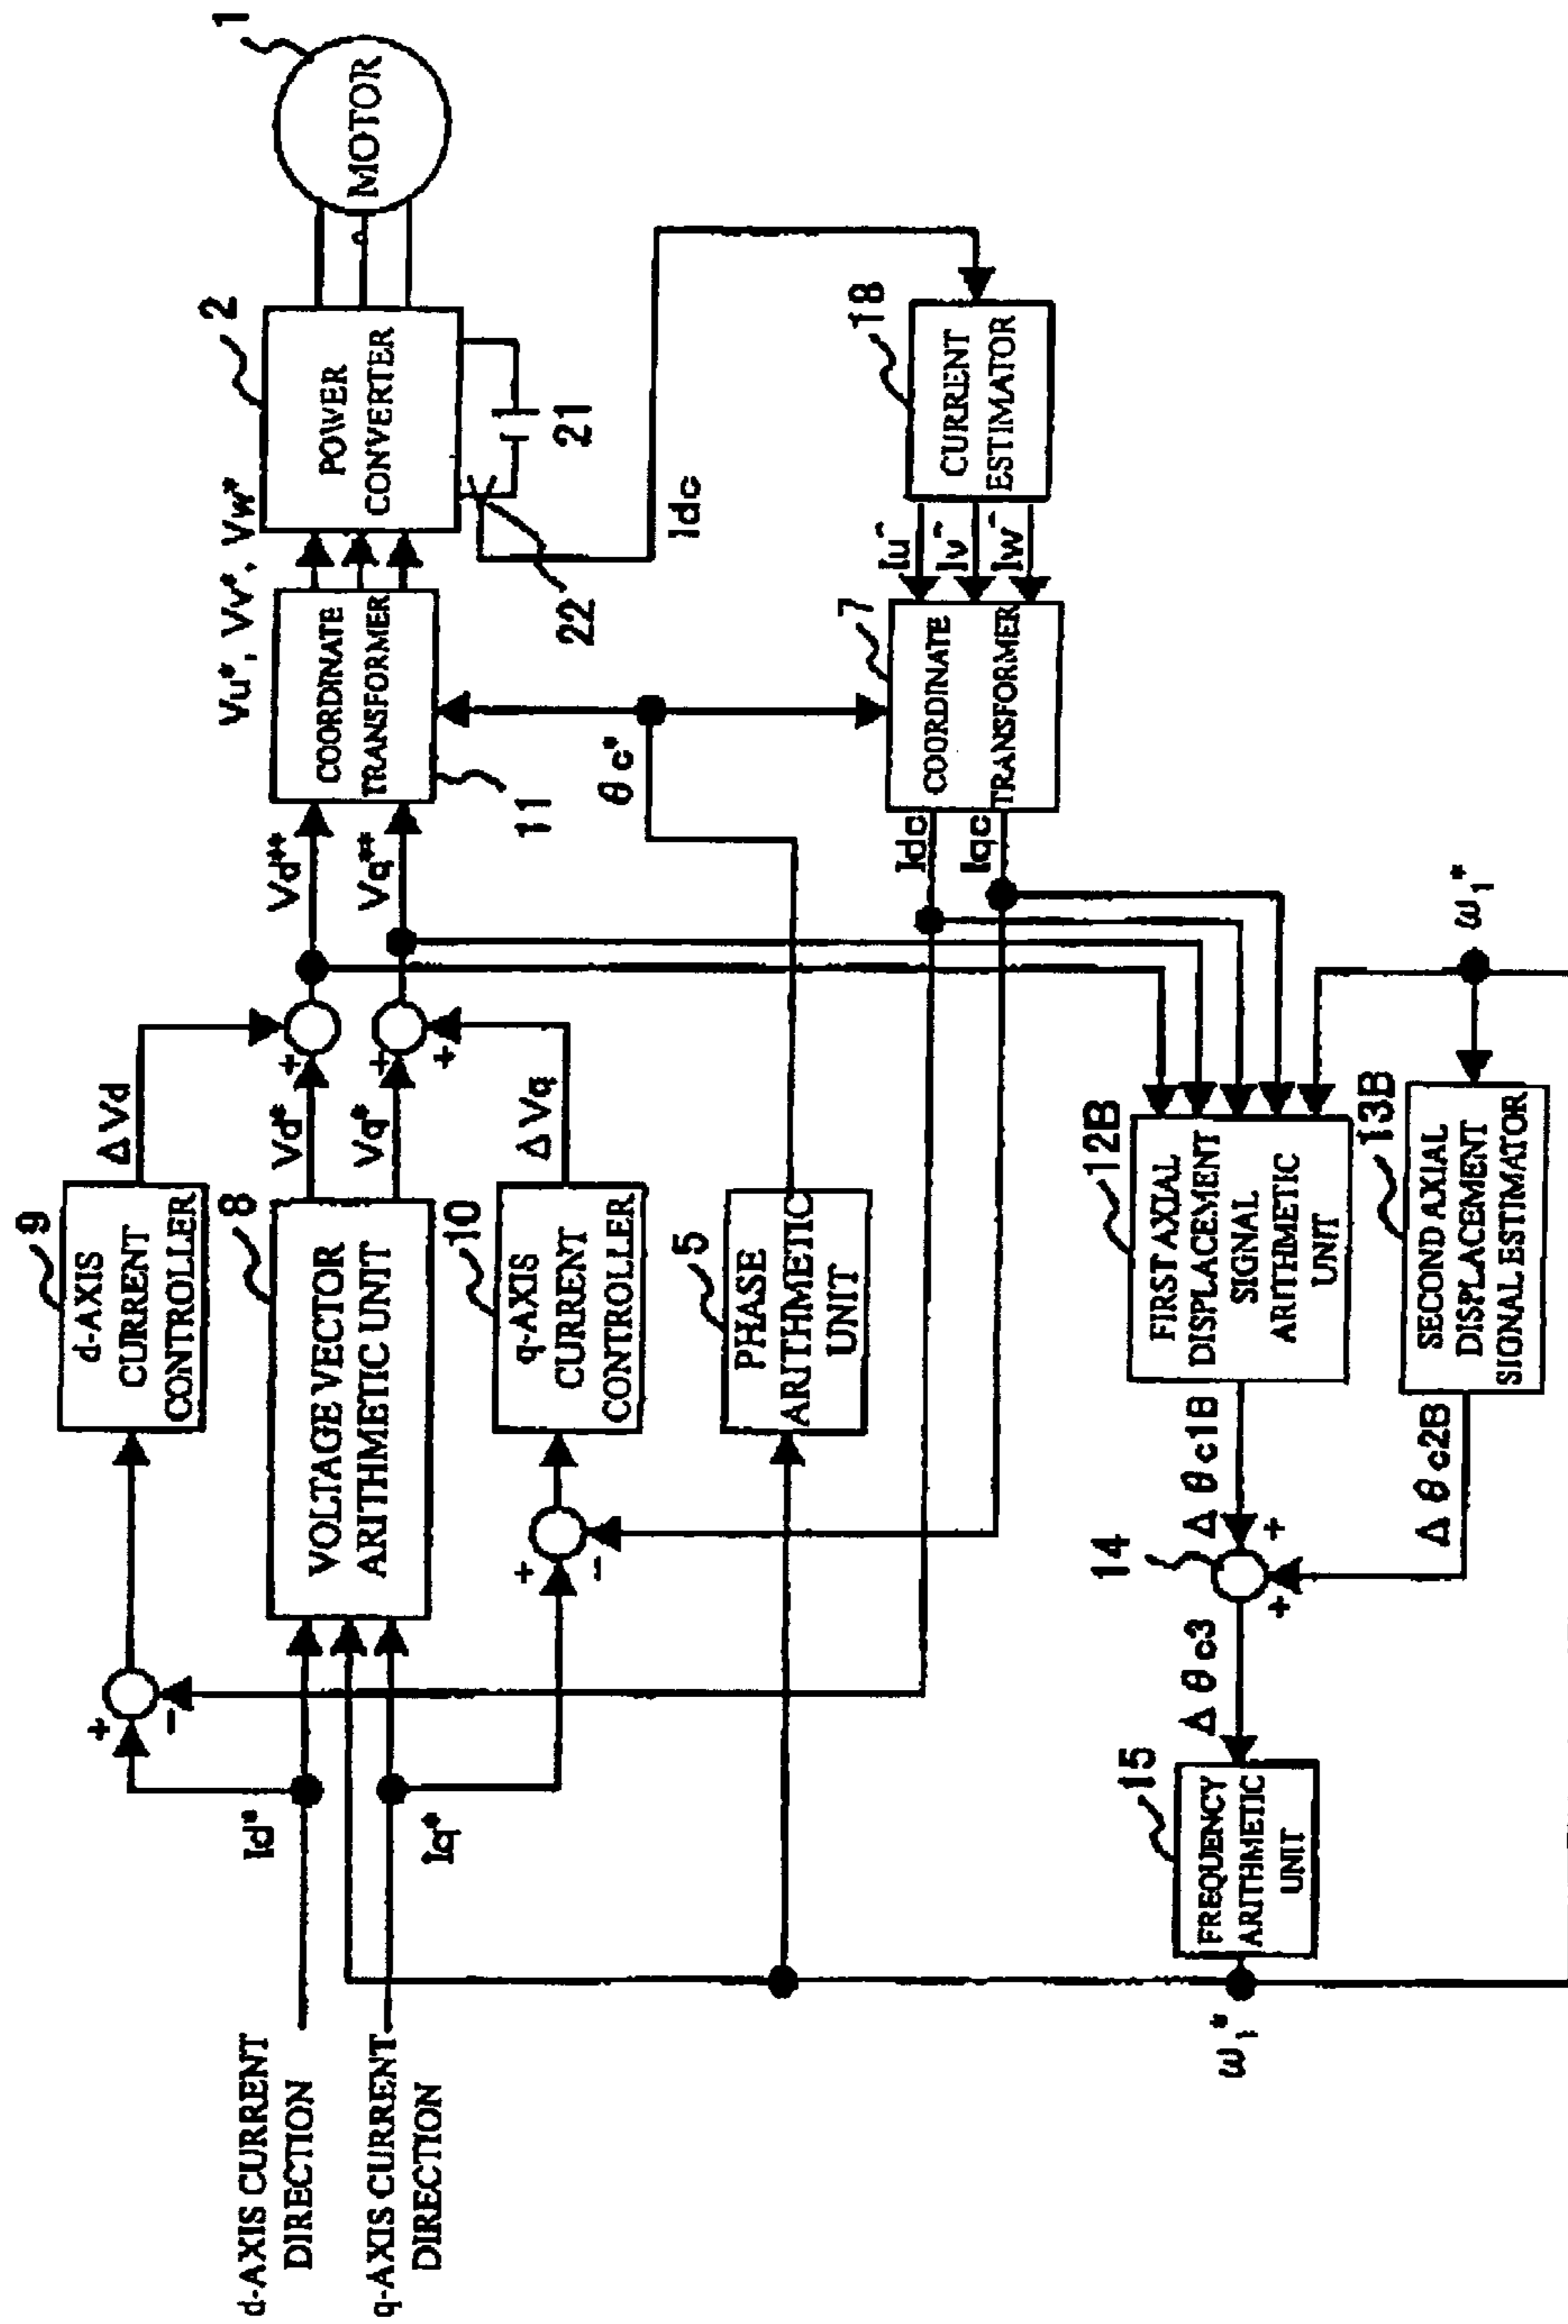 d-AXIS CURRENT
DIRECTION
q-AXIS CURRENT
DIRECTION
Id*
Iq*
+
-
9
d-AXIS
CURRENT
CONTROLLER
ΔVd
8
VOLTAGE VECTOR
ARITHMETIC UNIT
Vd*
Vq*
+
+
+
+
-
10
q-AXIS
CURRENT
CONTROLLER
ΔVq
Vd**
Vq**
COORDINATE
TRANSFORMER
11
Vu*, Vv*, Vw*
2
POWER
CONVERTER
21
22
1
MOTOR
Idc
5
PHASE
ARITHMETIC
UNIT
θc*
18
CURRENT
ESTIMATOR
Iu^
Iv^
Iw^
7
COORDINATE
TRANSFORMER
Idc
Iqc
12B
FIRST AXIAL
DISPLACEMENT
SIGNAL
ARITHMETIC
UNIT
13B
SECOND AXIAL
DISPLACEMENT
SIGNAL ESTIMATOR
ω1*
Δθc1B
Δθc2B
14
+
+
Δθc3
15
FREQUENCY
ARITHMETIC
UNIT
ω1*